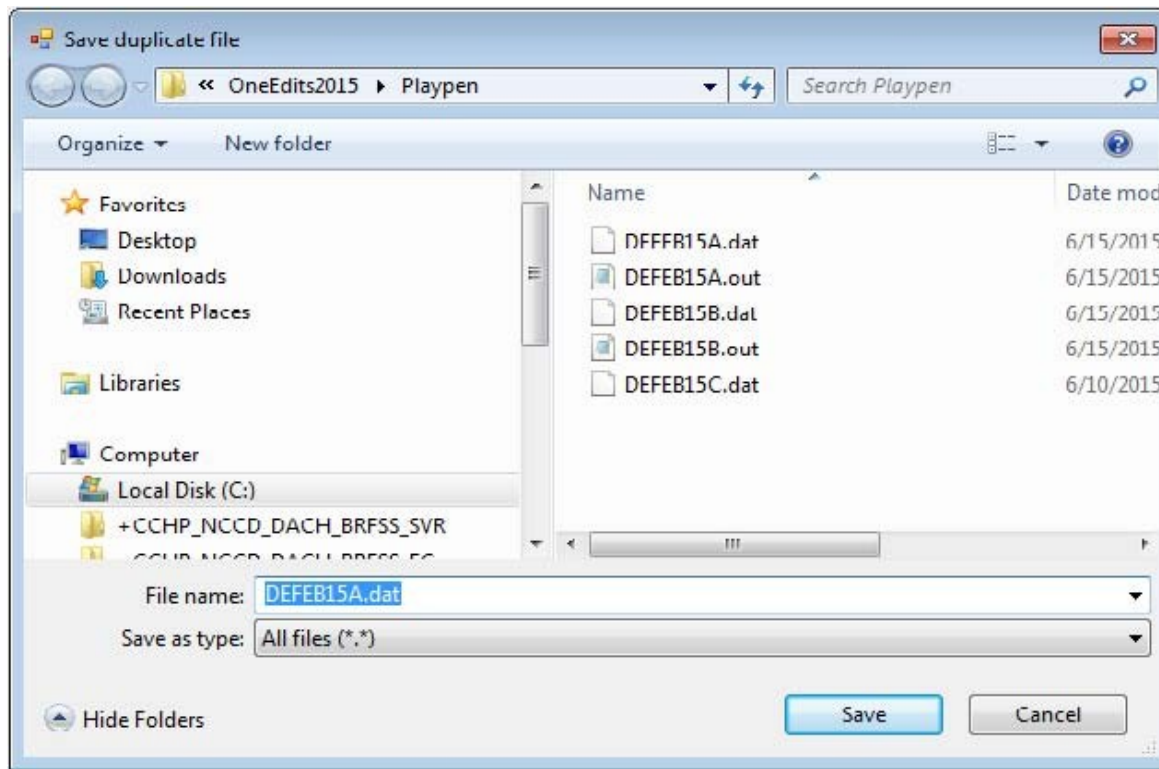 Save duplicate file
« OneEdits2015 ▸ Playpen
Search Playpen
Organize
New folder
Favorites
Desktop
Downloads
Recent Places
Libraries
Computer
Local Disk (C:)
+CCHP_NCCD_DACH_BRFSS_SVR
Name
Date mod
DEFEB15A.dat
6/15/2015
DEFEB15A.out
6/15/2015
DEFEB15B.dat
6/15/2015
DEFEB15B.out
6/15/2015
DEFEB15C.dat
6/10/2015
File name: DEFEB15A.dat
Save as type: All files (*.*)
Hide Folders
Save
Cancel